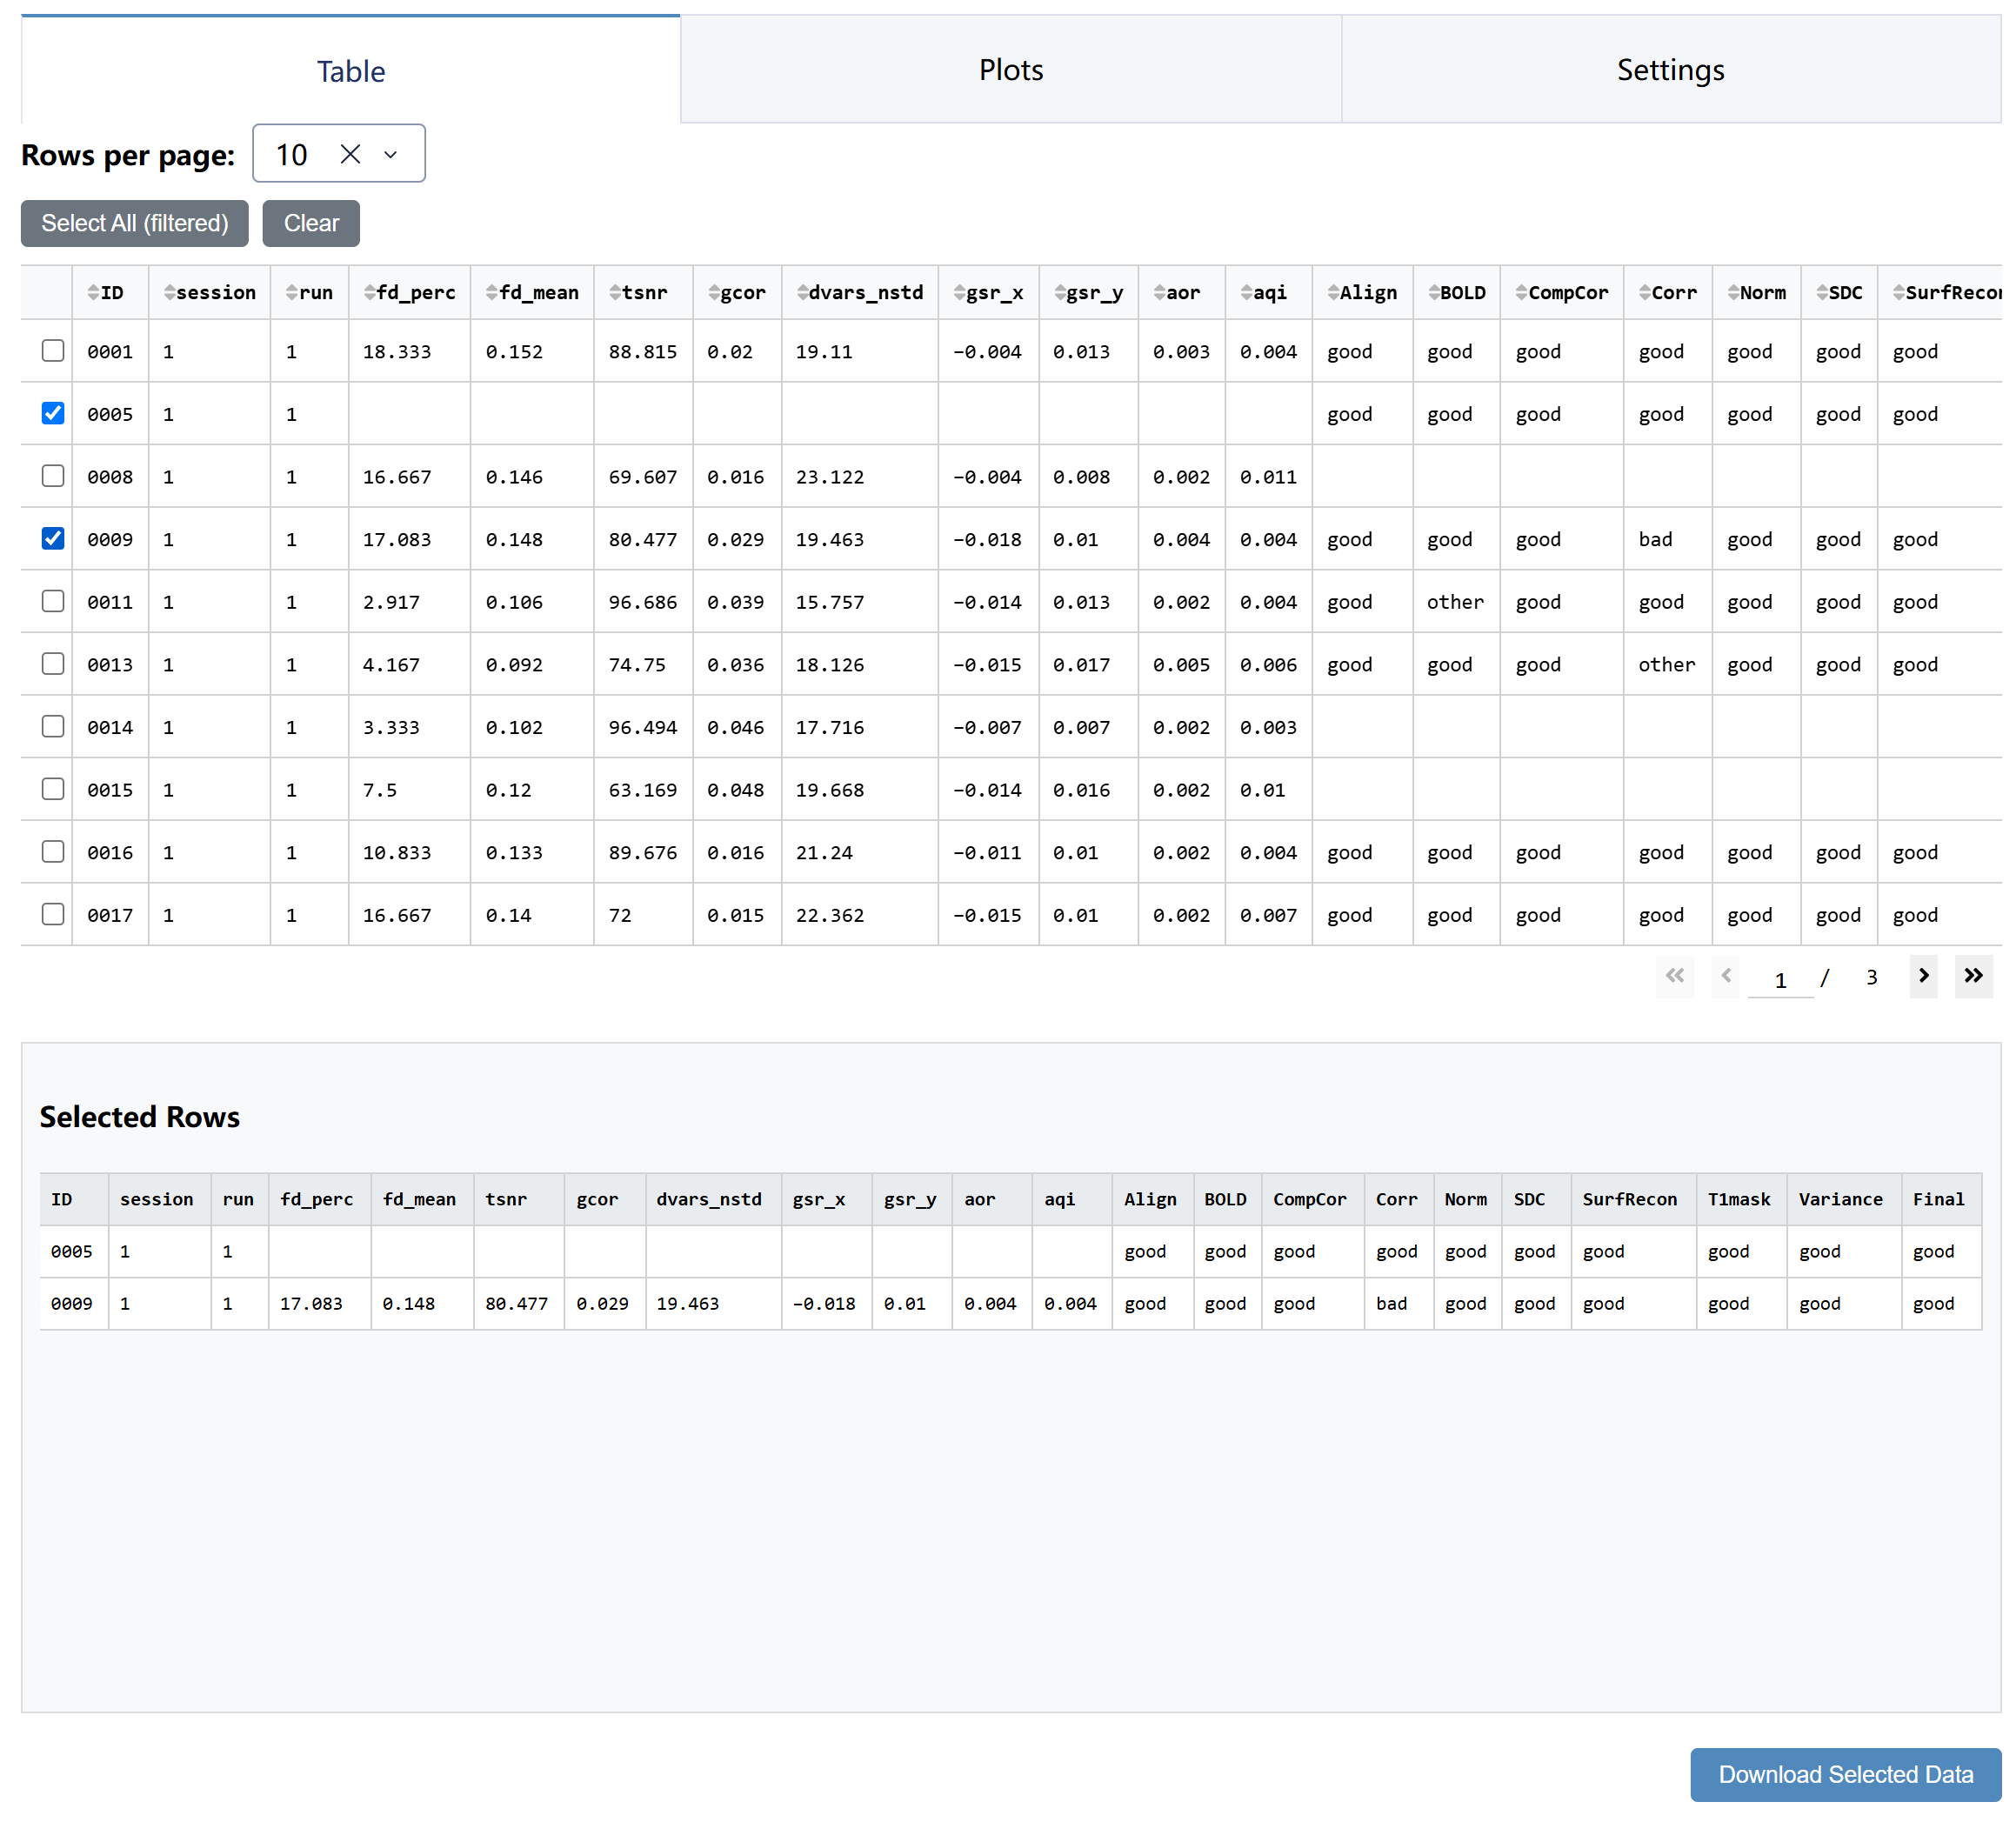 Table Plots Settings
Rows per page: 10
Select All (filtered) Clear
ID session run fd_perc fd_mean tsnr gcor dvars_nstd gsr_x gsr_y aor aqi Align BOLD CompCor Corr Norm SDC SurfRecon
0001 1 1 18.333 0.152 88.815 0.02 19.11 −0.004 0.013 0.003 0.004 good good good good good good good
0005 1 1 good good good good good good good
0008 1 1 16.667 0.146 69.607 0.016 23.122 −0.004 0.008 0.002 0.011
0009 1 1 17.083 0.148 80.477 0.029 19.463 −0.018 0.01 0.004 0.004 good good good bad good good good
0011 1 1 2.917 0.106 96.686 0.039 15.757 −0.014 0.013 0.002 0.004 good other good good good good good
0013 1 1 4.167 0.092 74.75 0.036 18.126 −0.015 0.017 0.005 0.006 good good good other good good good
0014 1 1 3.333 0.102 96.494 0.046 17.716 −0.007 0.007 0.002 0.003
0015 1 1 7.5 0.12 63.169 0.048 19.668 −0.014 0.016 0.002 0.01
0016 1 1 10.833 0.133 89.676 0.016 21.24 −0.011 0.01 0.002 0.004 good good good good good good good
0017 1 1 16.667 0.14 72 0.015 22.362 −0.015 0.01 0.002 0.007 good good good good good good good
1 / 3
Selected Rows
ID session run fd_perc fd_mean tsnr gcor dvars_nstd gsr_x gsr_y aor aqi Align BOLD CompCor Corr Norm SDC SurfRecon T1mask Variance Final
0005 1 1 good good good good good good good good good good
0009 1 1 17.083 0.148 80.477 0.029 19.463 −0.018 0.01 0.004 0.004 good good good bad good good good good good good
Download Selected Data